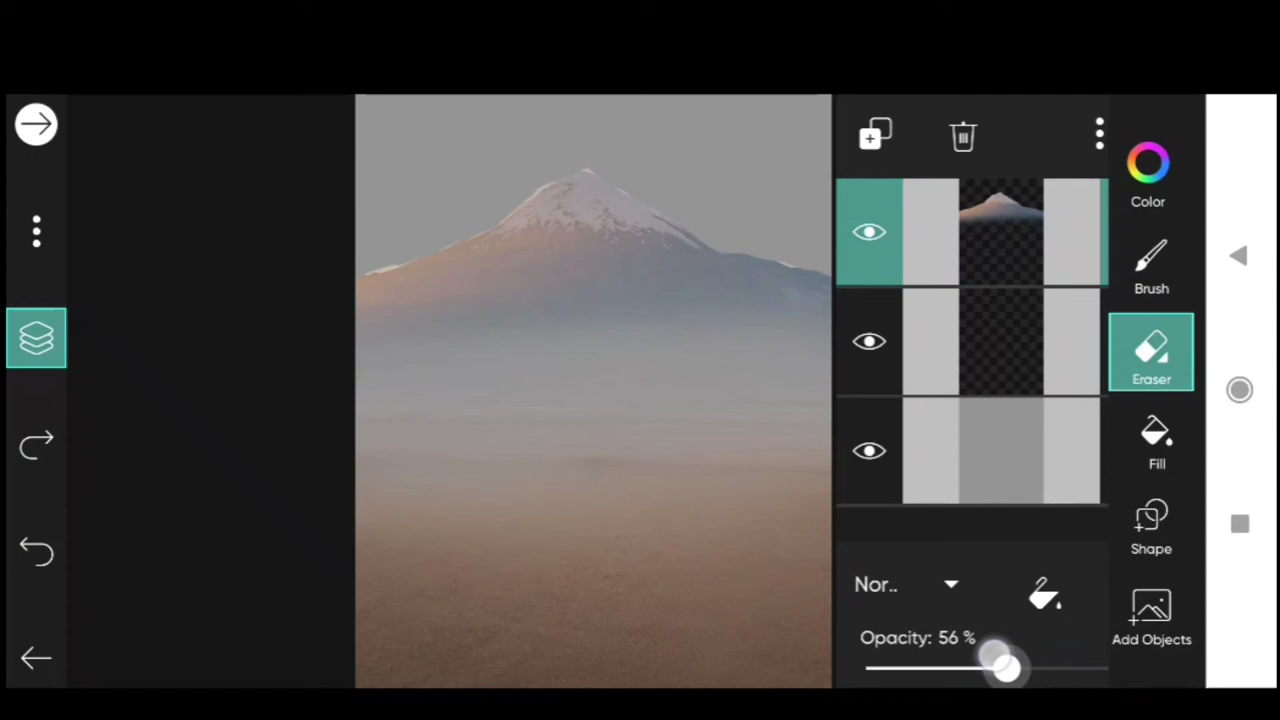 Color
Brush
Eraser
Fill
Shape
Add Objects
Nor..
Opacity: 56 %